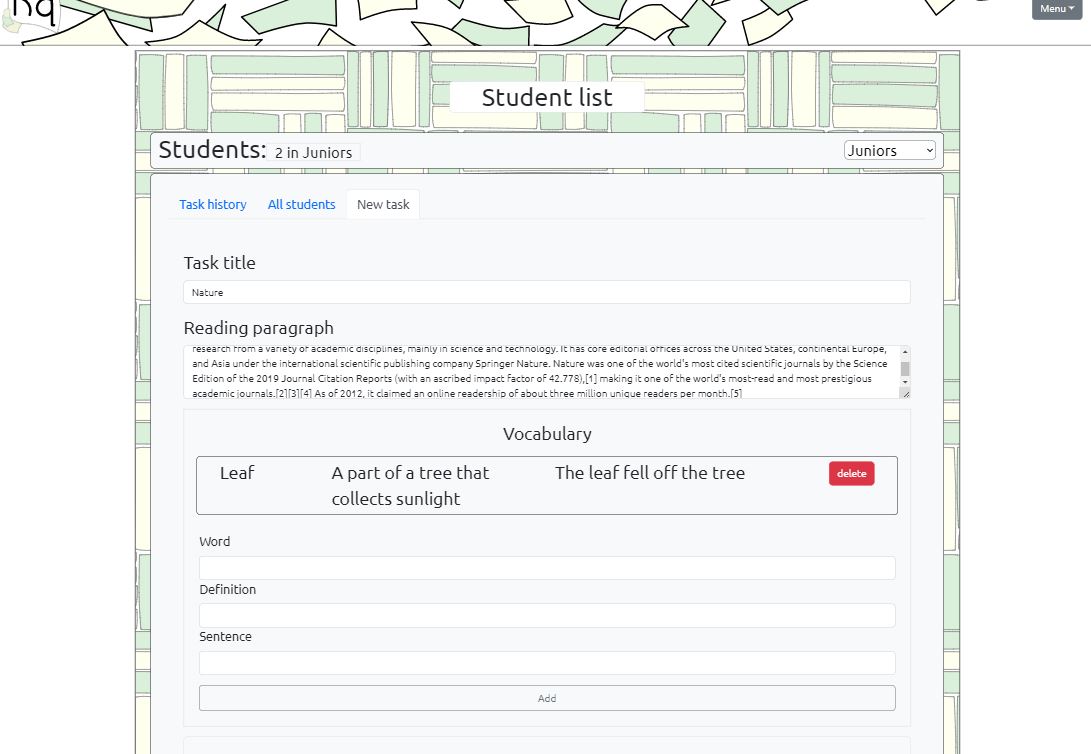 Menu
Student list
Students: 2 in Juniors
Juniors
Task history All students New task
Task title
Nature
Reading paragraph
research from a variety of academic disciplines, mainly in science and technology. It has core editorial offices across the United States, continental Europe,
and Asia under the international scientific publishing company Springer Nature. Nature was one of the world's most cited scientific journals by the Science
Edition of the 2019 Journal Citation Reports (with an ascribed impact factor of 42.778),[1] making it one of the world's most-read and most prestigious
academic journals.[2][3][4] As of 2012, it claimed an online readership of about three million unique readers per month.[5]
Vocabulary
Leaf A part of a tree that The leaf fell off the tree delete
collects sunlight
Word
Definition
Sentence
Add